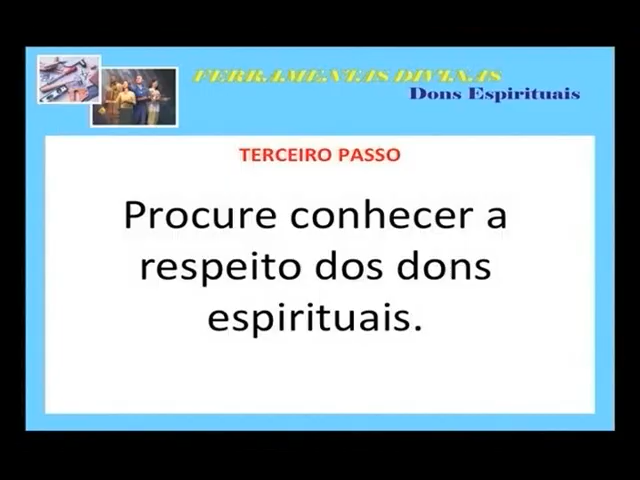 FERRAMENTAS DIVINAS
Dons Espirituais
TERCEIRO PASSO
Procure conhecer a
respeito dos dons
espirituais.